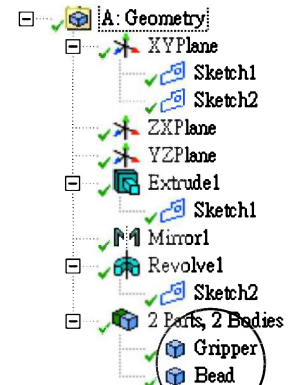 A: Geometry
XYPlane
Sketch1
Sketch2
ZXPlane
YZPlane
Extrude1
Sketch1
Mirror1
Revolve1
Sketch2
2 Parts, 2 Bodies
Gripper
Bead